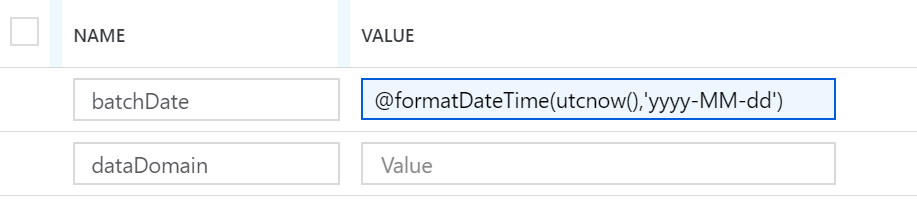 NAME VALUE
batchDate @formatDateTime(utcnow(),'yyyy-MM-dd')
dataDomain Value